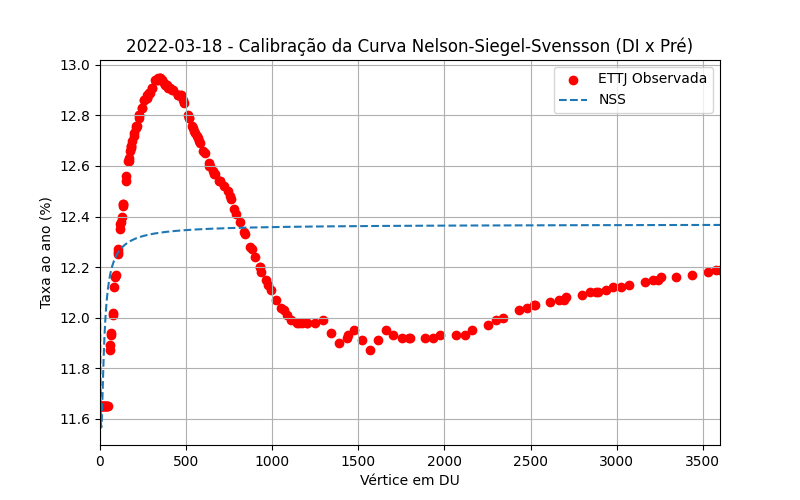 2022-03-18 - Calibração da Curva Nelson-Siegel-Svensson (DI x Pré)
13.0
12.8
12.6
12.4
12.2
12.0
11.8
11.6
Taxa ao ano (%)
ETTJ Observada
NSS
0 500 1000 1500 2000 2500 3000 3500
Vértice em DU